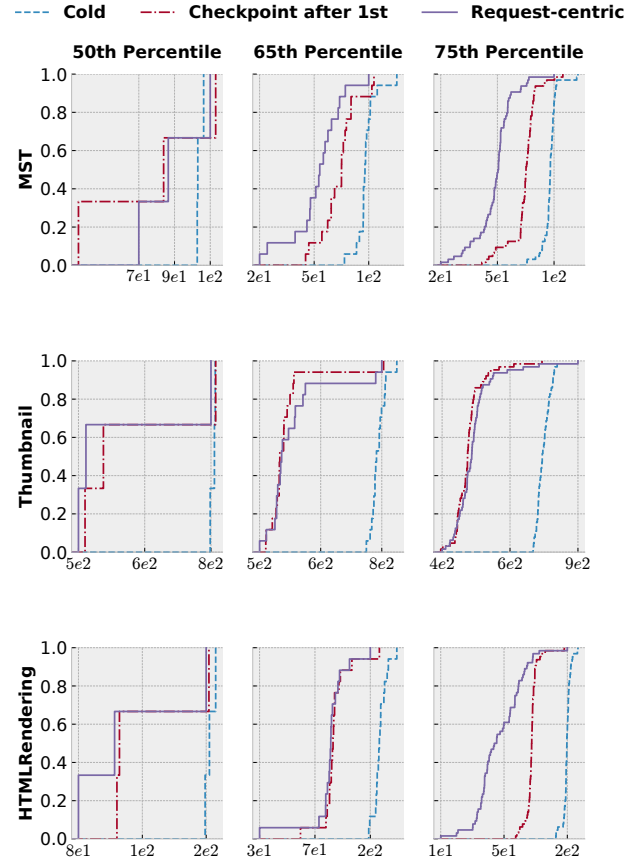 Cold Checkpoint after 1st Request-centric
50th Percentile 65th Percentile 75th Percentile
MST
1.0
0.8
0.6
0.4
0.2
0.0
7e1 9e1 1e2
2e1 5e1 1e2
2e1 5e1 1e2
Thumbnail
1.0
0.8
0.6
0.4
0.2
0.0
5e2 6e2 8e2
5e2 6e2 8e2
4e2 6e2 9e2
HTMLRendering
1.0
0.8
0.6
0.4
0.2
0.0
8e1 1e2 2e2
3e1 7e1 2e2
1e1 5e1 2e2